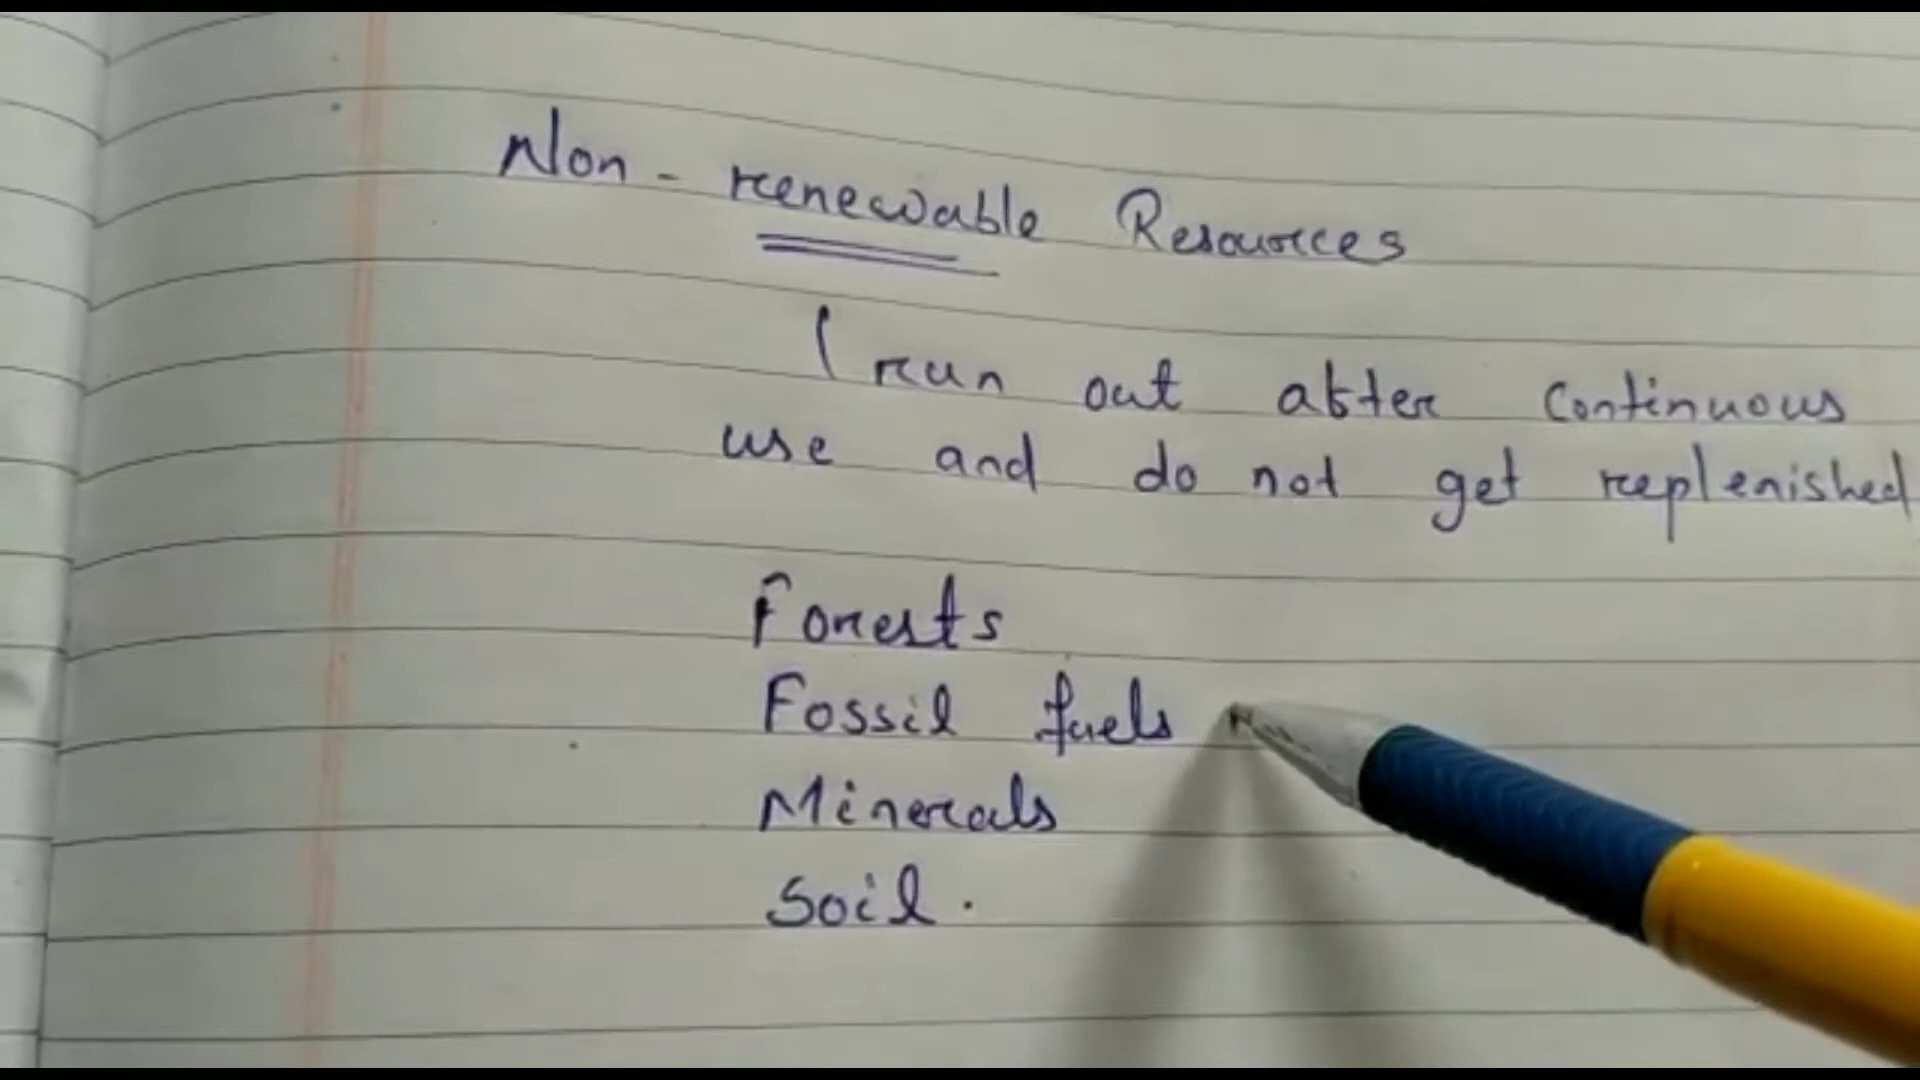 Non - renewable Resources
run out after continuous
use and do not get replenished
Forests
Fossil fuels
Minerals
Soil.